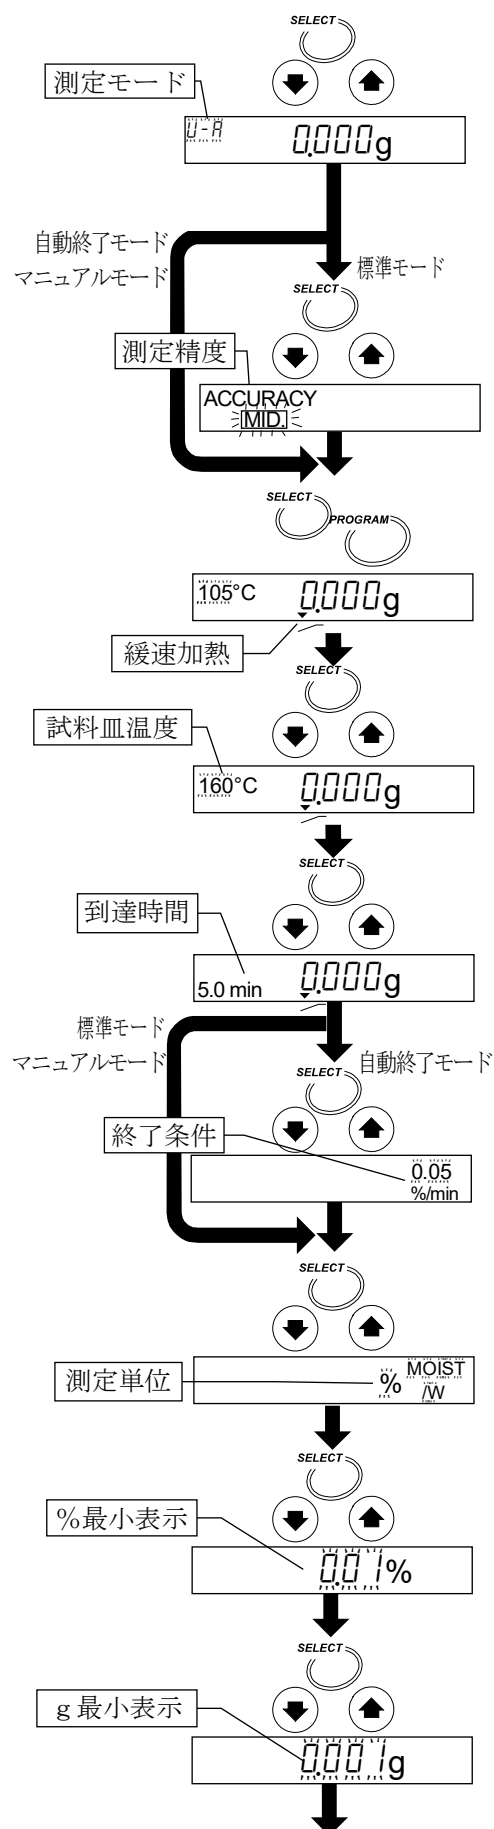 SELECT
測定モード
U-A 0.000g
自動終了モード
マニュアルモード
標準モード
SELECT
測定精度
ACCURACY
MID.
SELECT
PROGRAM
105°C 0.000g
緩速加熱
SELECT
試料皿温度
160°C 0.000g
SELECT
到達時間
5.0 min 0.000g
標準モード
マニュアルモード
自動終了モード
SELECT
終了条件
0.05
%/min
SELECT
測定単位
% MOIST
/W
SELECT
%最小表示
0.01%
SELECT
g最小表示
0.001g